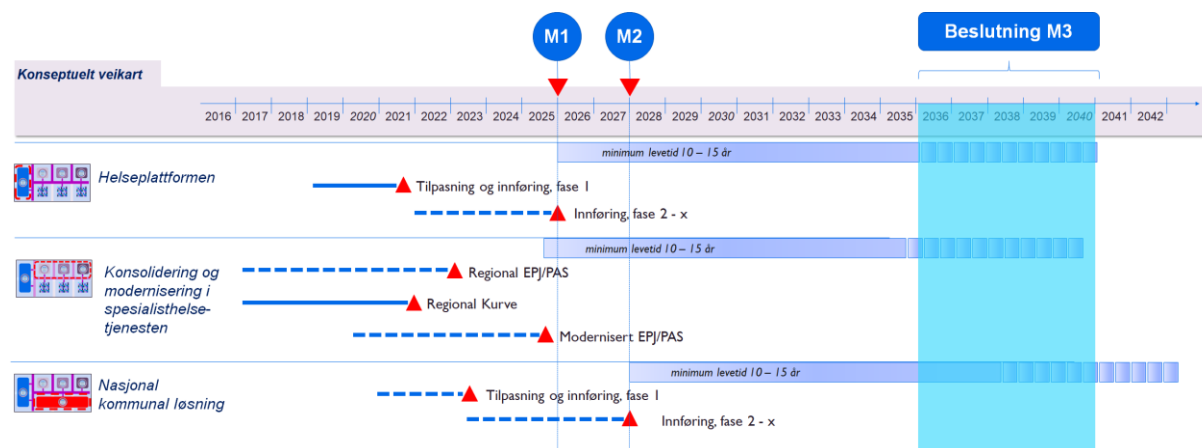 M1
M2
Beslutning M3
Konseptuelt veikart
2016 2017 2018 2019 2020 2021 2022 2023 2024 2025 2026 2027 2028 2029 2030 2031 2032 2033 2034 2035 2036 2037 2038 2039 2040 2041 2042
minimum levetid 10 – 15 år
Helseplattformen
Tilpasning og innføring, fase 1
Innføring, fase 2 - x
minimum levetid 10 – 15 år
Konsolidering og
modernisering i
spesialisthelse-
tjenesten
Regional EPJ/PAS
Regional Kurve
Modernisert EPJ/PAS
minimum levetid 10 – 15 år
Nasjonal
kommunal løsning
Tilpasning og innføring, fase 1
Innføring, fase 2 - x